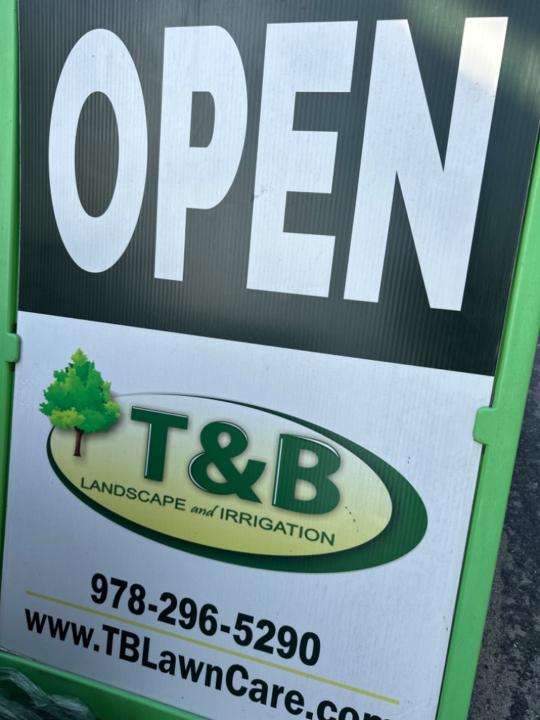 OPEN
T&B
LANDSCAPE and IRRIGATION
978-296-5290
www.TBLawnCare.com